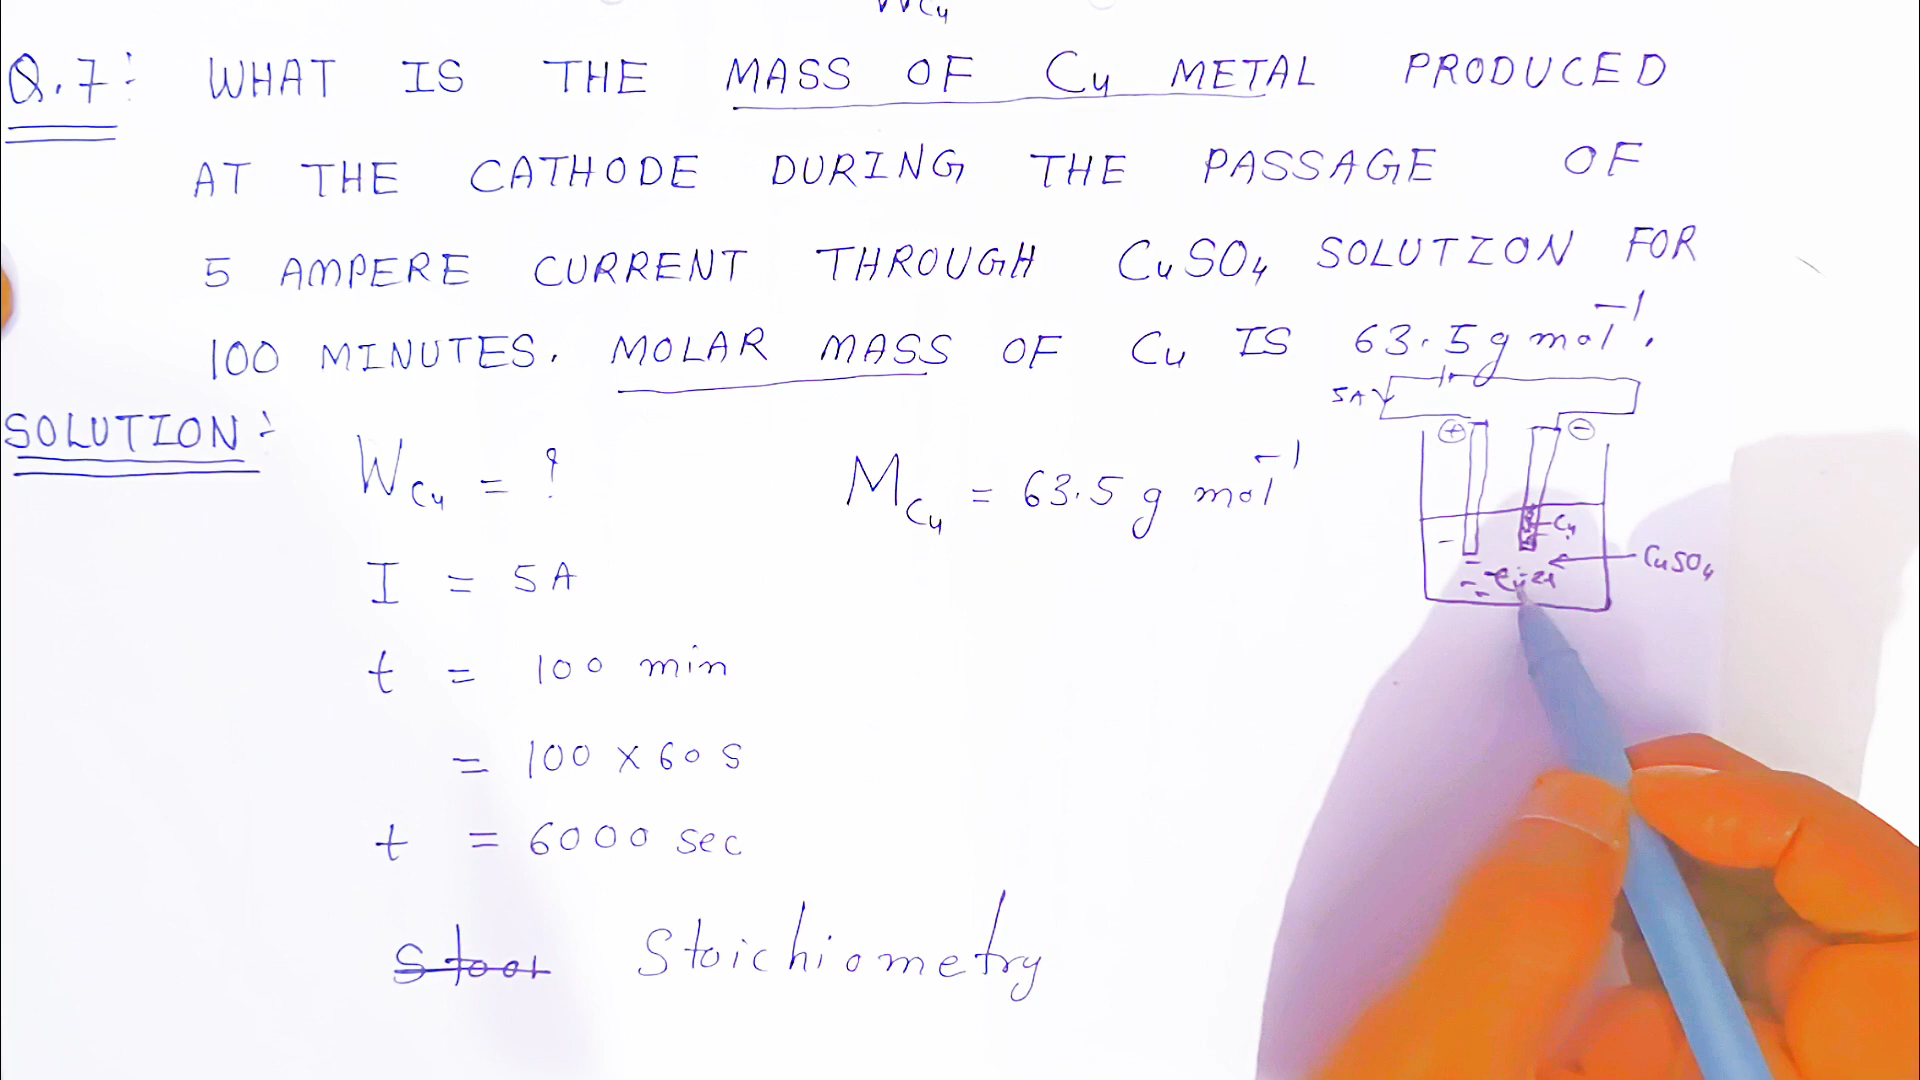 WCu
Q.7:- WHAT IS THE MASS OF Cu METAL PRODUCED
AT THE CATHODE DURING THE PASSAGE OF
5 AMPERE CURRENT THROUGH CuSO4 SOLUTION FOR
100 MINUTES. MOLAR MASS OF Cu IS 63.5 g mol⁻¹.
SOLUTION:-
WCu = ?
MCu = 63.5 g mol⁻¹
I = 5A
t = 100 min
= 100 × 60 s
t = 6000 sec
Stoichiometry
5A
+
-
Cu
CuSO4